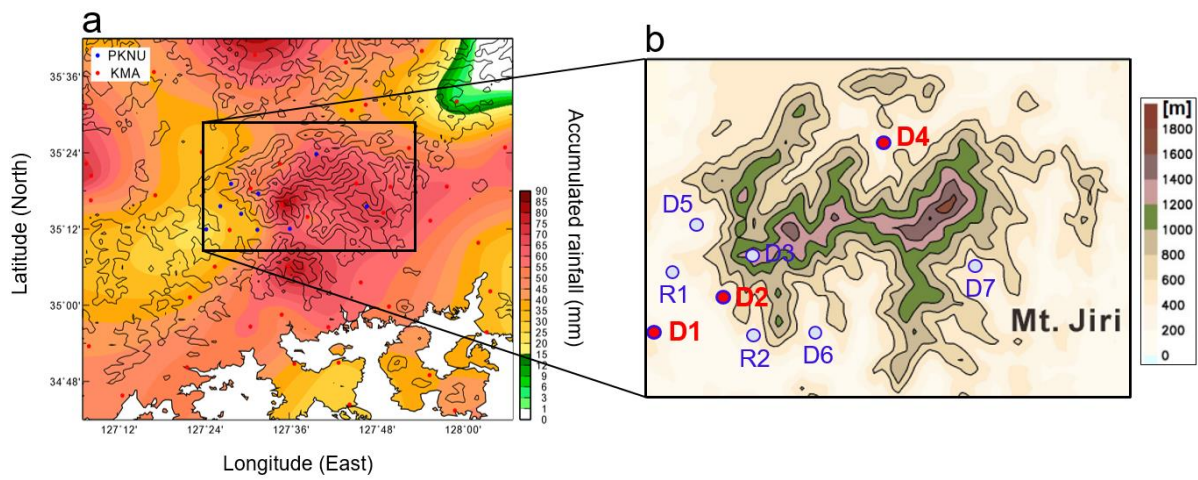 a
PKNU
KMA
35°36'
35°24'
35°12'
35°00'
34°48'
Latitude (North)
127°12'
127°24'
127°36'
127°48'
128°00'
Longitude (East)
Accumulated rainfall (mm)
90
85
80
75
70
65
60
55
50
45
40
35
30
25
20
15
12
9
6
3
1
0
b
D4
D5
D3
R1
D2
D7
D1
R2
D6
Mt. Jiri
[m]
1800
1600
1400
1200
1000
800
600
400
200
0